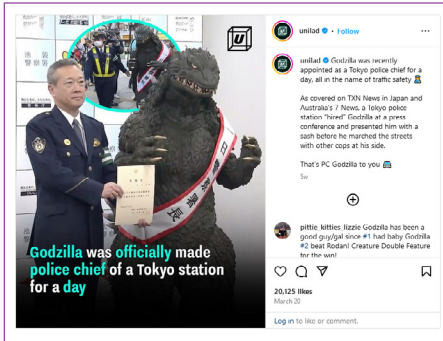 Godzilla was officially made
police chief of a Tokyo station
for a day
unilad • Follow
unilad Godzilla was recently
appointed as a Tokyo police chief for a
day, all in the name of traffic safety
As covered on TXN News in Japan and
Australia's 7 News, a Tokyo police
station "hired" Godzilla at a press
conference and presented him with a
sash before he marched the streets
with other cops at his side.
That's PC Godzilla to you
5w
pittie_kitties_lizzie Godzilla has been a
good guy/gal since #1 had baby Godzilla
#2 beat Rodan! Creature Double Feature
for the win!
20,125 likes
March 20
Log in to like or comment.